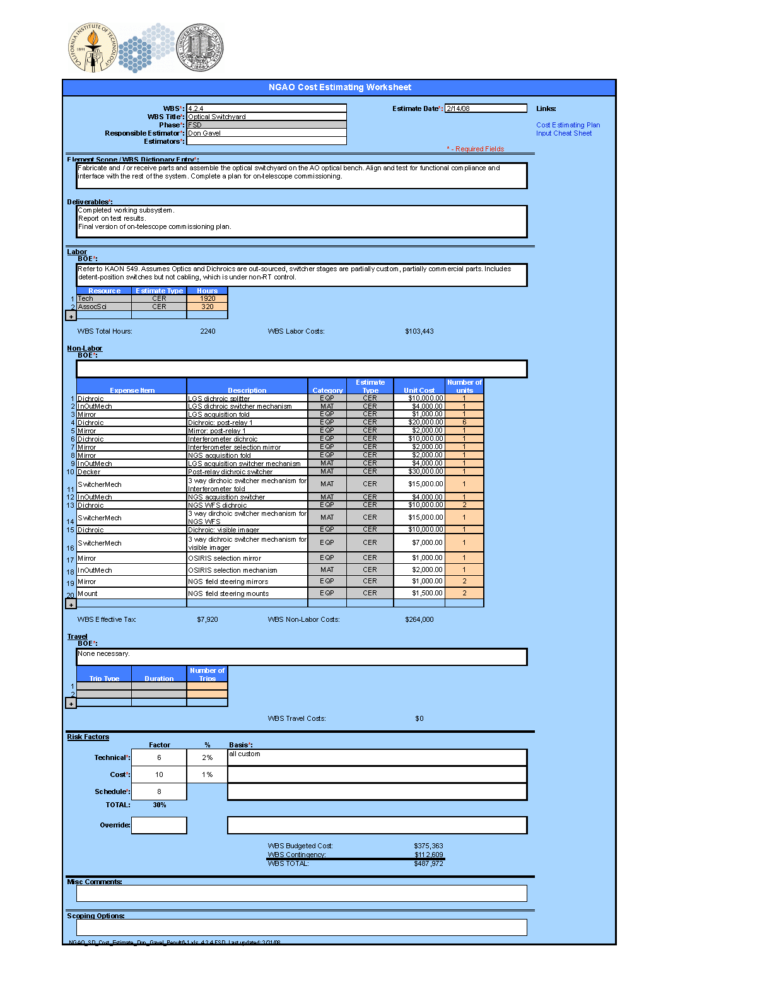 CALIFORNIA INSTITUTE OF TECHNOLOGY
1891
THE UNIVERSITY OF CALIFORNIA
1868
NGAO Cost Estimating Worksheet
WBS*: 4.2.4 Estimate Date*: 2/14/08 Links:
WBS Title*: Optical Switchyard
Phase*: FSD Cost Estimating Plan
Responsible Estimator*: Don Gavel Input Cheat Sheet
Estimators*:
* - Required Fields
Element Scope / WBS Dictionary Entry*:
Fabricate and / or receive parts and assemble the optical switchyard on the AO optical bench. Align and test for functional compliance and
interface with the rest of the system. Complete a plan for on-telescope commissioning.
Deliverables*:
Completed working subsystem.
Report on test results.
Final version of on-telescope commissioning plan.
Labor
BOE*:
Refer to KAON 549. Assumes Optics and Dichroics are out-sourced, switcher stages are partially custom, partially commercial parts. Includes
detent-position switches but not cabling, which is under non-RT control.
Resource Estimate Type Hours
1 Tech CER 1920
2 AssocSci CER 320
+
WBS Total Hours: 2240 WBS Labor Costs: $103,443
Non-Labor
BOE*:
Expense Item Description Category Estimate Type Unit Cost Number of units
1 Dichroic LGS dichroic splitter EQP CER $10,000.00 1
2 InOutMech LGS dichroic switcher mechanism MAT CER $4,000.00 1
3 Mirror LGS acquisition fold EQP CER $1,000.00 1
4 Dichroic Dichroic: post-relay 1 EQP CER $20,000.00 6
5 Mirror Mirror: post-relay 1 EQP CER $2,000.00 1
6 Dichroic Interferometer dichroic EQP CER $10,000.00 1
7 Mirror Interferometer selection mirror EQP CER $2,000.00 1
8 Mirror NGS acquisition fold EQP CER $2,000.00 1
9 InOutMech LGS acquisition switcher mechanism MAT CER $4,000.00 1
10 Decker Post-relay dichroic switcher MAT CER $30,000.00 1
11 SwitcherMech 3 way dirchoic switcher mechanism for Interferometer fold MAT CER $15,000.00 1
12 InOutMech NGS acquisition switcher MAT CER $4,000.00 1
13 Dichroic NGS WFS dichroic EQP CER $10,000.00 2
14 SwitcherMech 3 way dirchoic switcher mechanism for NGS WFS MAT CER $15,000.00 1
15 Dichroic Dichroic: visible imager EQP CER $10,000.00 1
16 SwitcherMech 3 way dichroic switcher mechanism for visible imager EQP CER $7,000.00 1
17 Mirror OSIRIS selection mirror EQP CER $1,000.00 1
18 InOutMech OSIRIS selection mechanism MAT CER $2,000.00 1
19 Mirror NGS field steering mirrors EQP CER $1,000.00 2
20 Mount NGS field steering mounts EQP CER $1,500.00 2
+
WBS Effective Tax: $7,920 WBS Non-Labor Costs: $264,000
Travel
BOE*:
None necessary.
Trip Type Duration Number of Trips
1
2
+
WBS Travel Costs: $0
Risk Factors
Factor % Basis*:
Technical*: 6 2% all custom
Cost*: 10 1%
Schedule*: 8
TOTAL: 30%
Override:
WBS Budgeted Cost: $375,363
WBS Contingency: $112,609
WBS TOTAL: $487,972
Misc Comments:
Scoping Options:
NGAO_SD_Cost_Estimate_Don_Gavel_ 4.2.4 FSD Last updated: 3/31/08